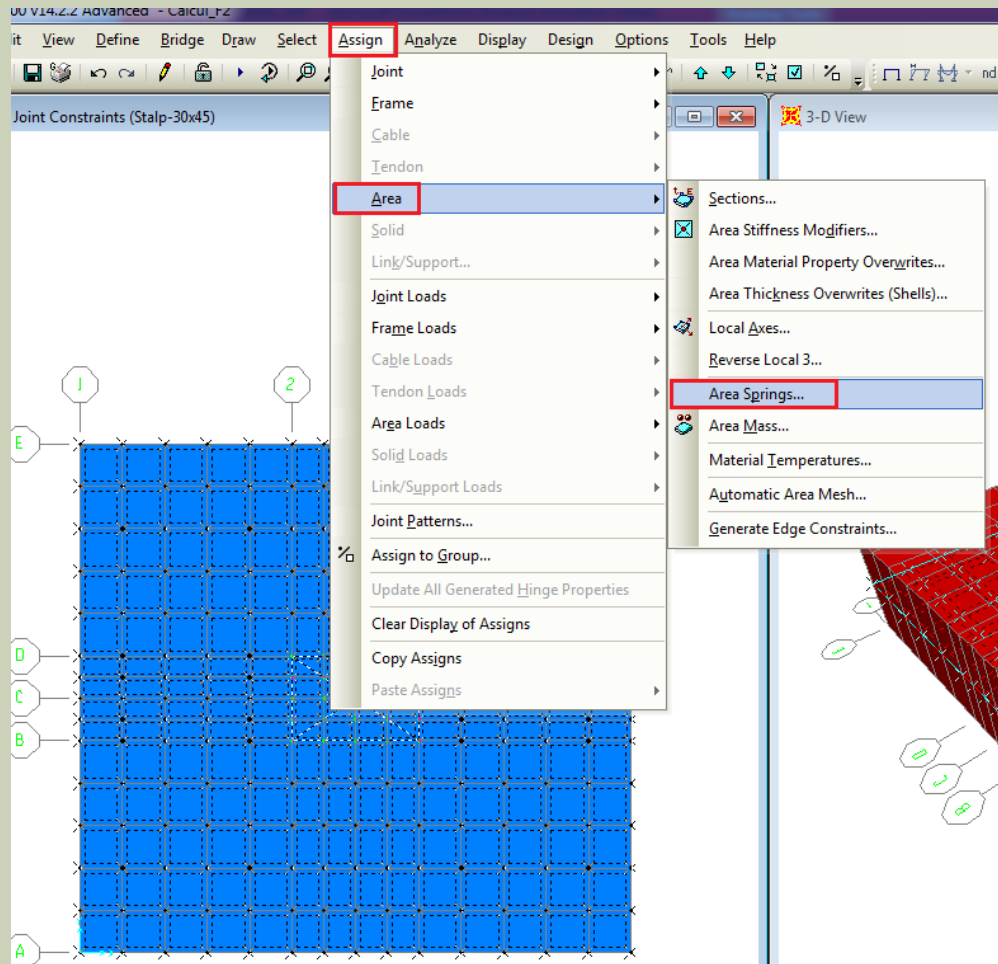 00 v14.2.2 Advanced - Calcul_F2
it View Define Bridge Draw Select Assign Analyze Display Design Options Tools Help
nd
Joint Constraints (Stalp-30x45)
3-D View
Joint
Frame
Cable
Tendon
Area
Solid
Link/Support...
Joint Loads
Frame Loads
Cable Loads
Tendon Loads
Area Loads
Solid Loads
Link/Support Loads
Joint Patterns...
Assign to Group...
Update All Generated Hinge Properties
Clear Display of Assigns
Copy Assigns
Paste Assigns
Sections...
Area Stiffness Modifiers...
Area Material Property Overwrites...
Area Thickness Overwrites (Shells)...
Local Axes...
Reverse Local 3...
Area Springs...
Area Mass...
Material Temperatures...
Automatic Area Mesh...
Generate Edge Constraints...
1
2
E
D
C
B
A
D
C
B